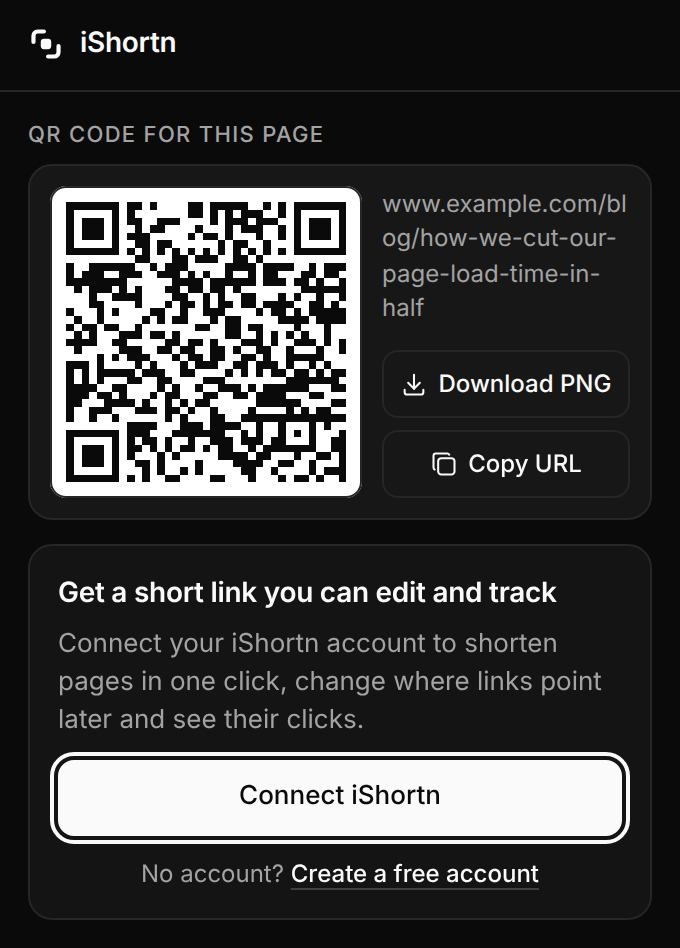 iShortn
QR CODE FOR THIS PAGE
www.example.com/bl
og/how-we-cut-our-
page-load-time-in-
half
Download PNG
Copy URL
Get a short link you can edit and track
Connect your iShortn account to shorten
pages in one click, change where links point
later and see their clicks.
Connect iShortn
No account? Create a free account